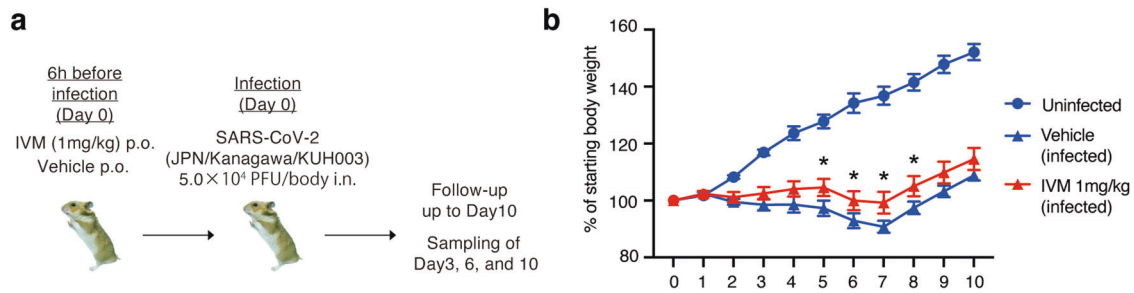 a
6h before
infection
(Day 0)
IVM (1mg/kg) p.o.
Vehicle p.o.
Infection
(Day 0)
SARS-CoV-2
(JPN/Kanagawa/KUH003)
5.0×10⁴ PFU/body i.n.
Follow-up
up to Day10
Sampling of
Day3, 6, and 10
b
% of starting body weight
160
140
120
100
80
* * * *
0 1 2 3 4 5 6 7 8 9 10
Uninfected
Vehicle
(infected)
IVM 1mg/kg
(infected)